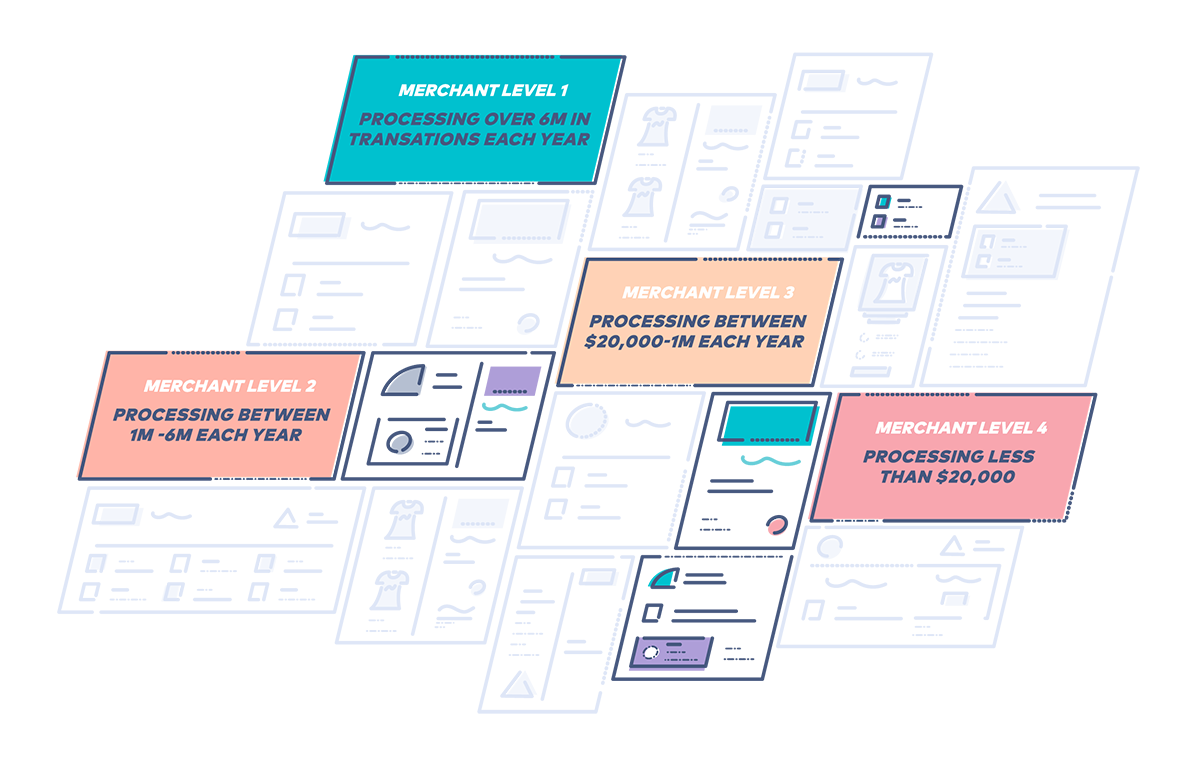 MERCHANT LEVEL 1
PROCESSING OVER 6M IN
TRANSATIONS EACH YEAR
MERCHANT LEVEL 3
PROCESSING BETWEEN
$20,000-1M EACH YEAR
MERCHANT LEVEL 2
PROCESSING BETWEEN
1M -6M EACH YEAR
MERCHANT LEVEL 4
PROCESSING LESS
THAN $20,000